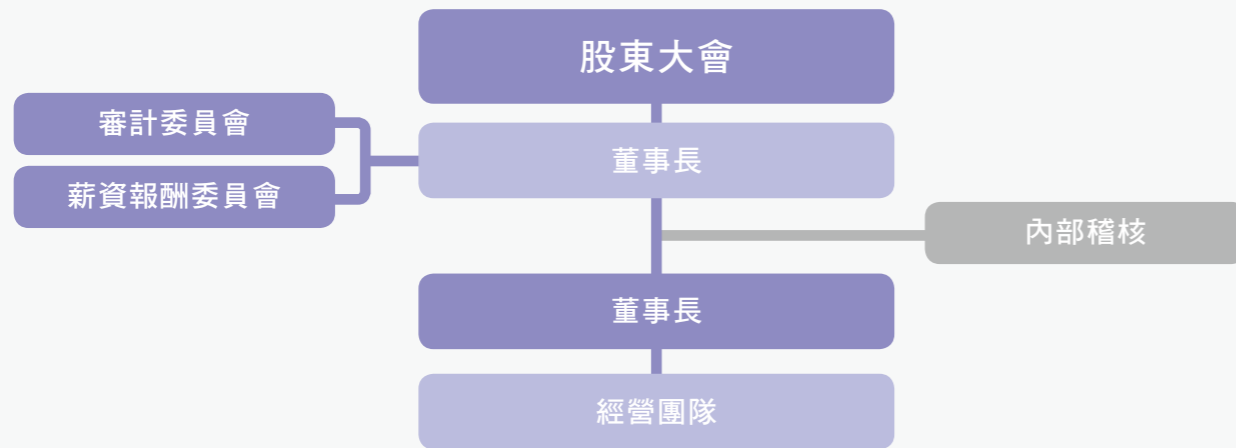 股東大會
審計委員會
董事長
薪資報酬委員會
內部稽核
董事長
經營團隊